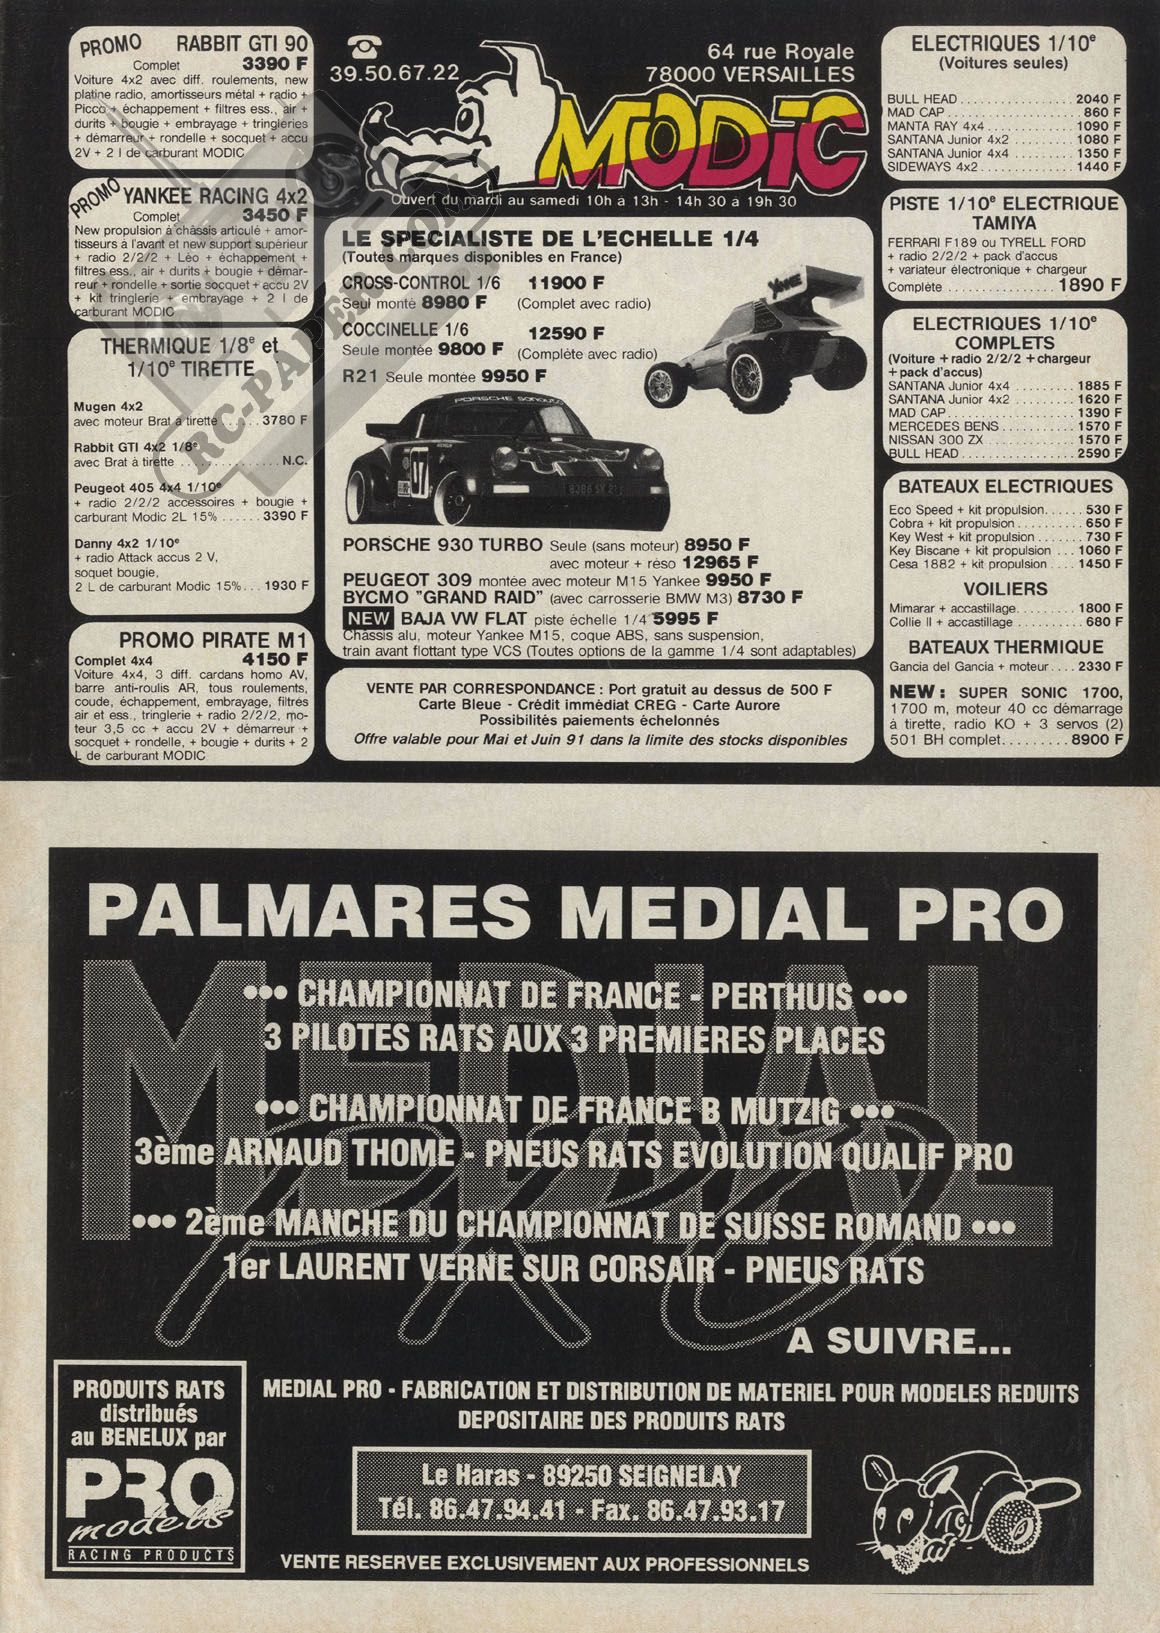 PROMO RABBIT GTI 90
Complet 3390 F
Voiture 4x2 avec diff. roulements, new
platine radio, amortisseurs métal + radio +
Picco + échappement + filtres ess., air +
durits + bougie + embrayage + tringleries
+ démarreur + rondelle + socquet + accu
2V + 2 l de carburant MODIC
PROMO YANKEE RACING 4x2
Complet 3450 F
New propulsion à châssis articulé + amor-
tisseurs à l'avant et new support supérieur
+ radio 2/2/2 + Léo + échappement +
filtres ess., air + durits + bougie + démar-
reur + rondelle + sortie socquet + accu 2V
+ kit tringlerie + embrayage + 2 l de
carburant MODIC
THERMIQUE 1/8e et
1/10e TIRETTE
Mugen 4x2
avec moteur Brat à tirette ...... 3780 F
Rabbit GTI 4x2 1/8e
avec Brat à tirette ............... N.C.
Peugeot 405 4x4 1/10e
+ radio 2/2/2 accessoires + bougie +
carburant Modic 2L 15% ...... 3390 F
Danny 4x2 1/10e
+ radio Attack accus 2 V,
soquet bougie,
2 L de carburant Modic 15% ... 1930 F
PROMO PIRATE M1
Complet 4x4 4150 F
Voiture 4x4, 3 diff. cardans homo AV,
barre anti-roulis AR, tous roulements,
coude, échappement, embrayage, filtres
air et ess., tringlerie + radio 2/2/2, mo-
teur 3,5 cc + accu 2V + démarreur +
socquet + rondelle, + bougie + durits + 2
L de carburant MODIC
39.50.67.22
64 rue Royale
78000 VERSAILLES
MODIC
Ouvert du mardi au samedi 10h à 13h - 14h 30 à 19h 30
LE SPECIALISTE DE L'ECHELLE 1/4
(Toutes marques disponibles en France)
CROSS-CONTROL 1/6 11900 F
Seul monté 8980 F (Complet avec radio)
COCCINELLE 1/6 12590 F
Seule montée 9800 F (Complète avec radio)
R21 Seule montée 9950 F
YANKEE
PORSCHE SONAUTO
07
8386 SX 21
PORSCHE 930 TURBO Seule (sans moteur) 8950 F
avec moteur + réso 12965 F
PEUGEOT 309 montée avec moteur M15 Yankee 9950 F
BYCMO "GRAND RAID" (avec carrosserie BMW M3) 8730 F
NEW BAJA VW FLAT piste échelle 1/4 5995 F
Châssis alu, moteur Yankee M15, coque ABS, sans suspension,
train avant flottant type VCS (Toutes options de la gamme 1/4 sont adaptables)
VENTE PAR CORRESPONDANCE : Port gratuit au dessus de 500 F
Carte Bleue - Crédit immédiat CREG - Carte Aurore
Possibilités paiements échelonnés
Offre valable pour Mai et Juin 91 dans la limite des stocks disponibles
ELECTRIQUES 1/10e
(Voitures seules)
BULL HEAD ................ 2040 F
MAD CAP .................. 860 F
MANTA RAY 4x4 ............. 1090 F
SANTANA Junior 4x2 ......... 1080 F
SANTANA Junior 4x4 ......... 1350 F
SIDEWAYS 4x2 .............. 1440 F
PISTE 1/10e ELECTRIQUE
TAMIYA
FERRARI F189 ou TYRELL FORD
+ radio 2/2/2 + pack d'accus
+ variateur électronique + chargeur
Complète ................ 1890 F
ELECTRIQUES 1/10e
COMPLETS
(Voiture + radio 2/2/2 + chargeur
+ pack d'accus)
SANTANA Junior 4x4 ......... 1885 F
SANTANA Junior 4x2 ......... 1620 F
MAD CAP .................. 1390 F
MERCEDES BENS ............ 1570 F
NISSAN 300 ZX ............. 1570 F
BULL HEAD ................ 2590 F
BATEAUX ELECTRIQUES
Eco Speed + kit propulsion...... 530 F
Cobra + kit propulsion.......... 650 F
Key West + kit propulsion....... 730 F
Key Biscane + kit propulsion ... 1060 F
Cesa 1882 + kit propulsion .... 1450 F
VOILIERS
Mimarar + accastillage......... 1800 F
Collie II + accastillage ......... 680 F
BATEAUX THERMIQUE
Gancia del Gancia + moteur.... 2330 F
NEW : SUPER SONIC 1700,
1700 m, moteur 40 cc démarrage
à tirette, radio KO + 3 servos (2)
501 BH complet......... 8900 F
RC-PAPER.COM
PALMARES MEDIAL PRO
MEDIAL PRO
••• CHAMPIONNAT DE FRANCE - PERTHUIS •••
3 PILOTES RATS AUX 3 PREMIERES PLACES
••• CHAMPIONNAT DE FRANCE B MUTZIG •••
3ème ARNAUD THOME - PNEUS RATS EVOLUTION QUALIF PRO
••• 2ème MANCHE DU CHAMPIONNAT DE SUISSE ROMAND •••
1er LAURENT VERNE SUR CORSAIR - PNEUS RATS
A SUIVRE...
PRODUITS RATS
distribués
au BENELUX par
PRO
models
RACING PRODUCTS
MEDIAL PRO - FABRICATION ET DISTRIBUTION DE MATERIEL POUR MODELES REDUITS
DEPOSITAIRE DES PRODUITS RATS
Le Haras - 89250 SEIGNELAY
Tél. 86.47.94.41 - Fax. 86.47.93.17
VENTE RESERVEE EXCLUSIVEMENT AUX PROFESSIONNELS